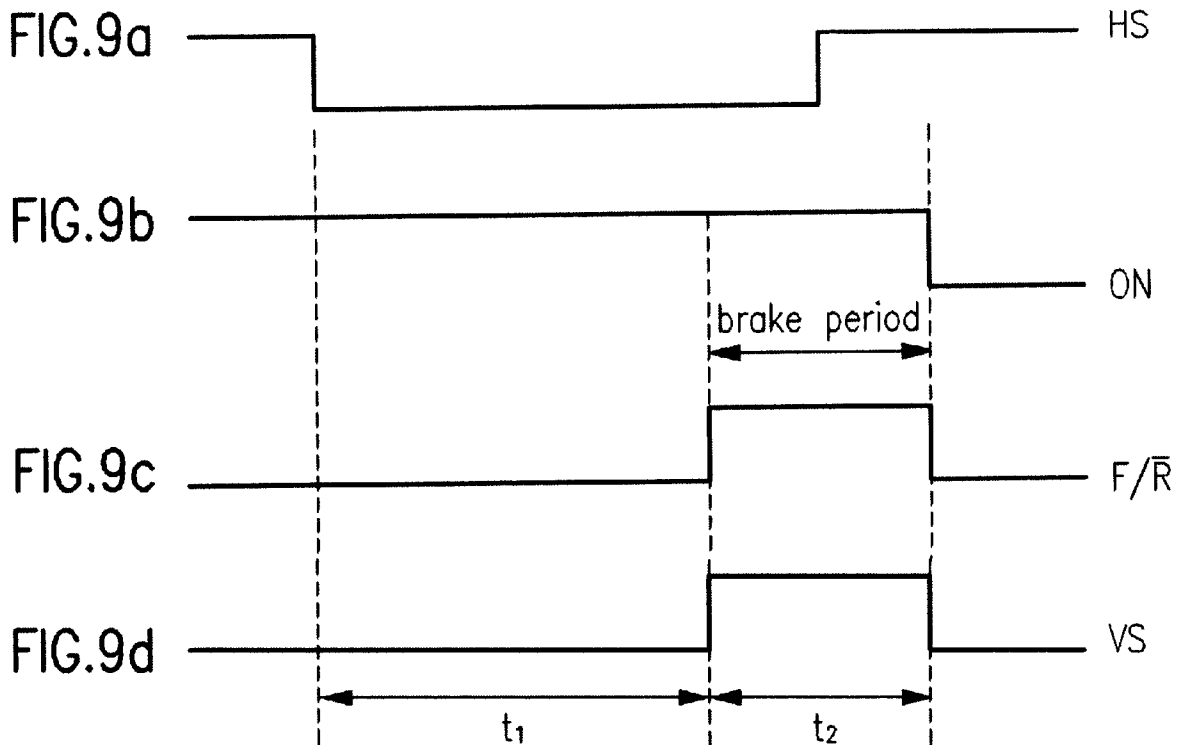 FIG.9a
HS
FIG.9b
ON
brake period
FIG.9c
F/R̅
FIG.9d
VS
t₁
t₂